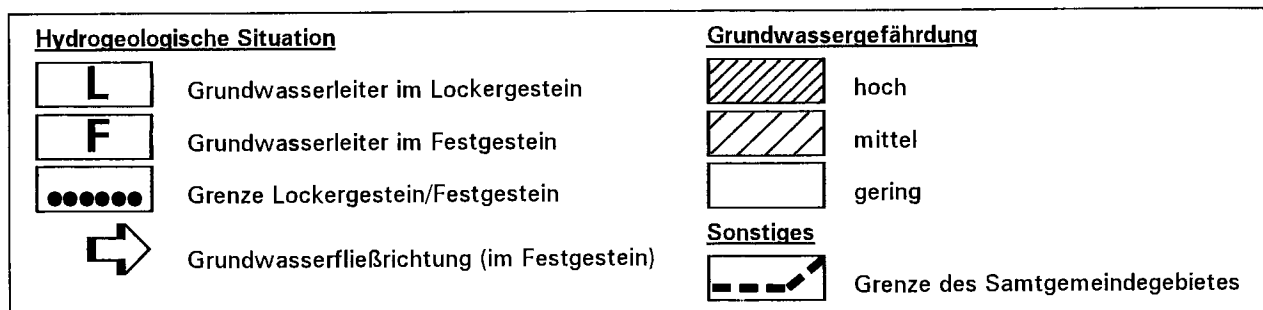 Hydrogeologische Situation
L
Grundwasserleiter im Lockergestein
F
Grundwasserleiter im Festgestein
Grenze Lockergestein/Festgestein
Grundwasserfließrichtung (im Festgestein)
Grundwassergefährdung
hoch
mittel
gering
Sonstiges
Grenze des Samtgemeindegebietes